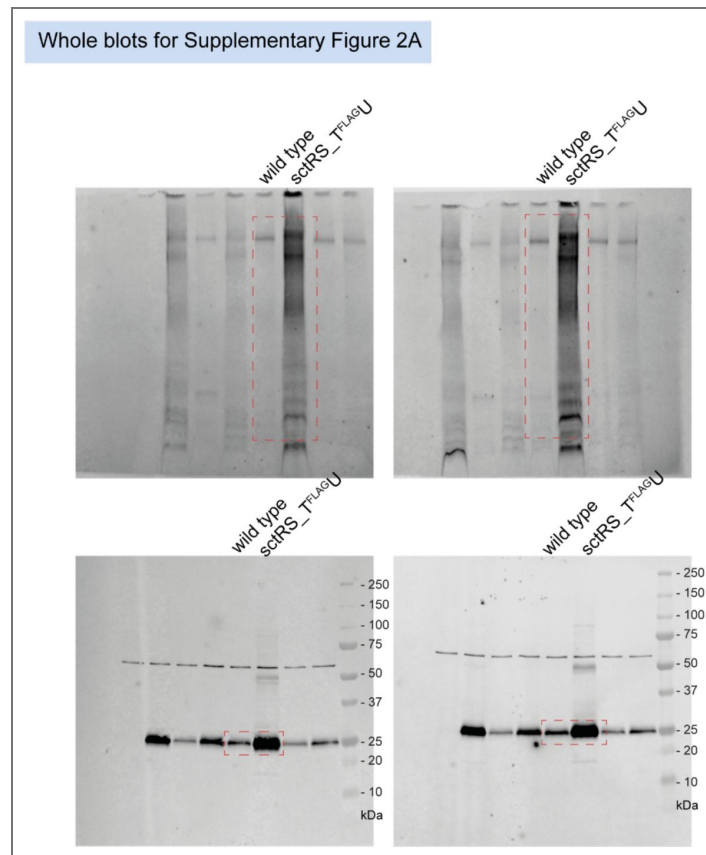 Whole blots for Supplementary Figure 2A
wild type
sctRS_TFLAGU
wild type
sctRS_TFLAGU
wild type
sctRS_TFLAGU
- 250
- 150
- 100
- 75
- 50
- 37
- 25
- 20
- 10
kDa
wild type
sctRS_TFLAGU
- 250
- 150
- 100
- 75
- 50
- 37
- 25
- 20
- 10
kDa